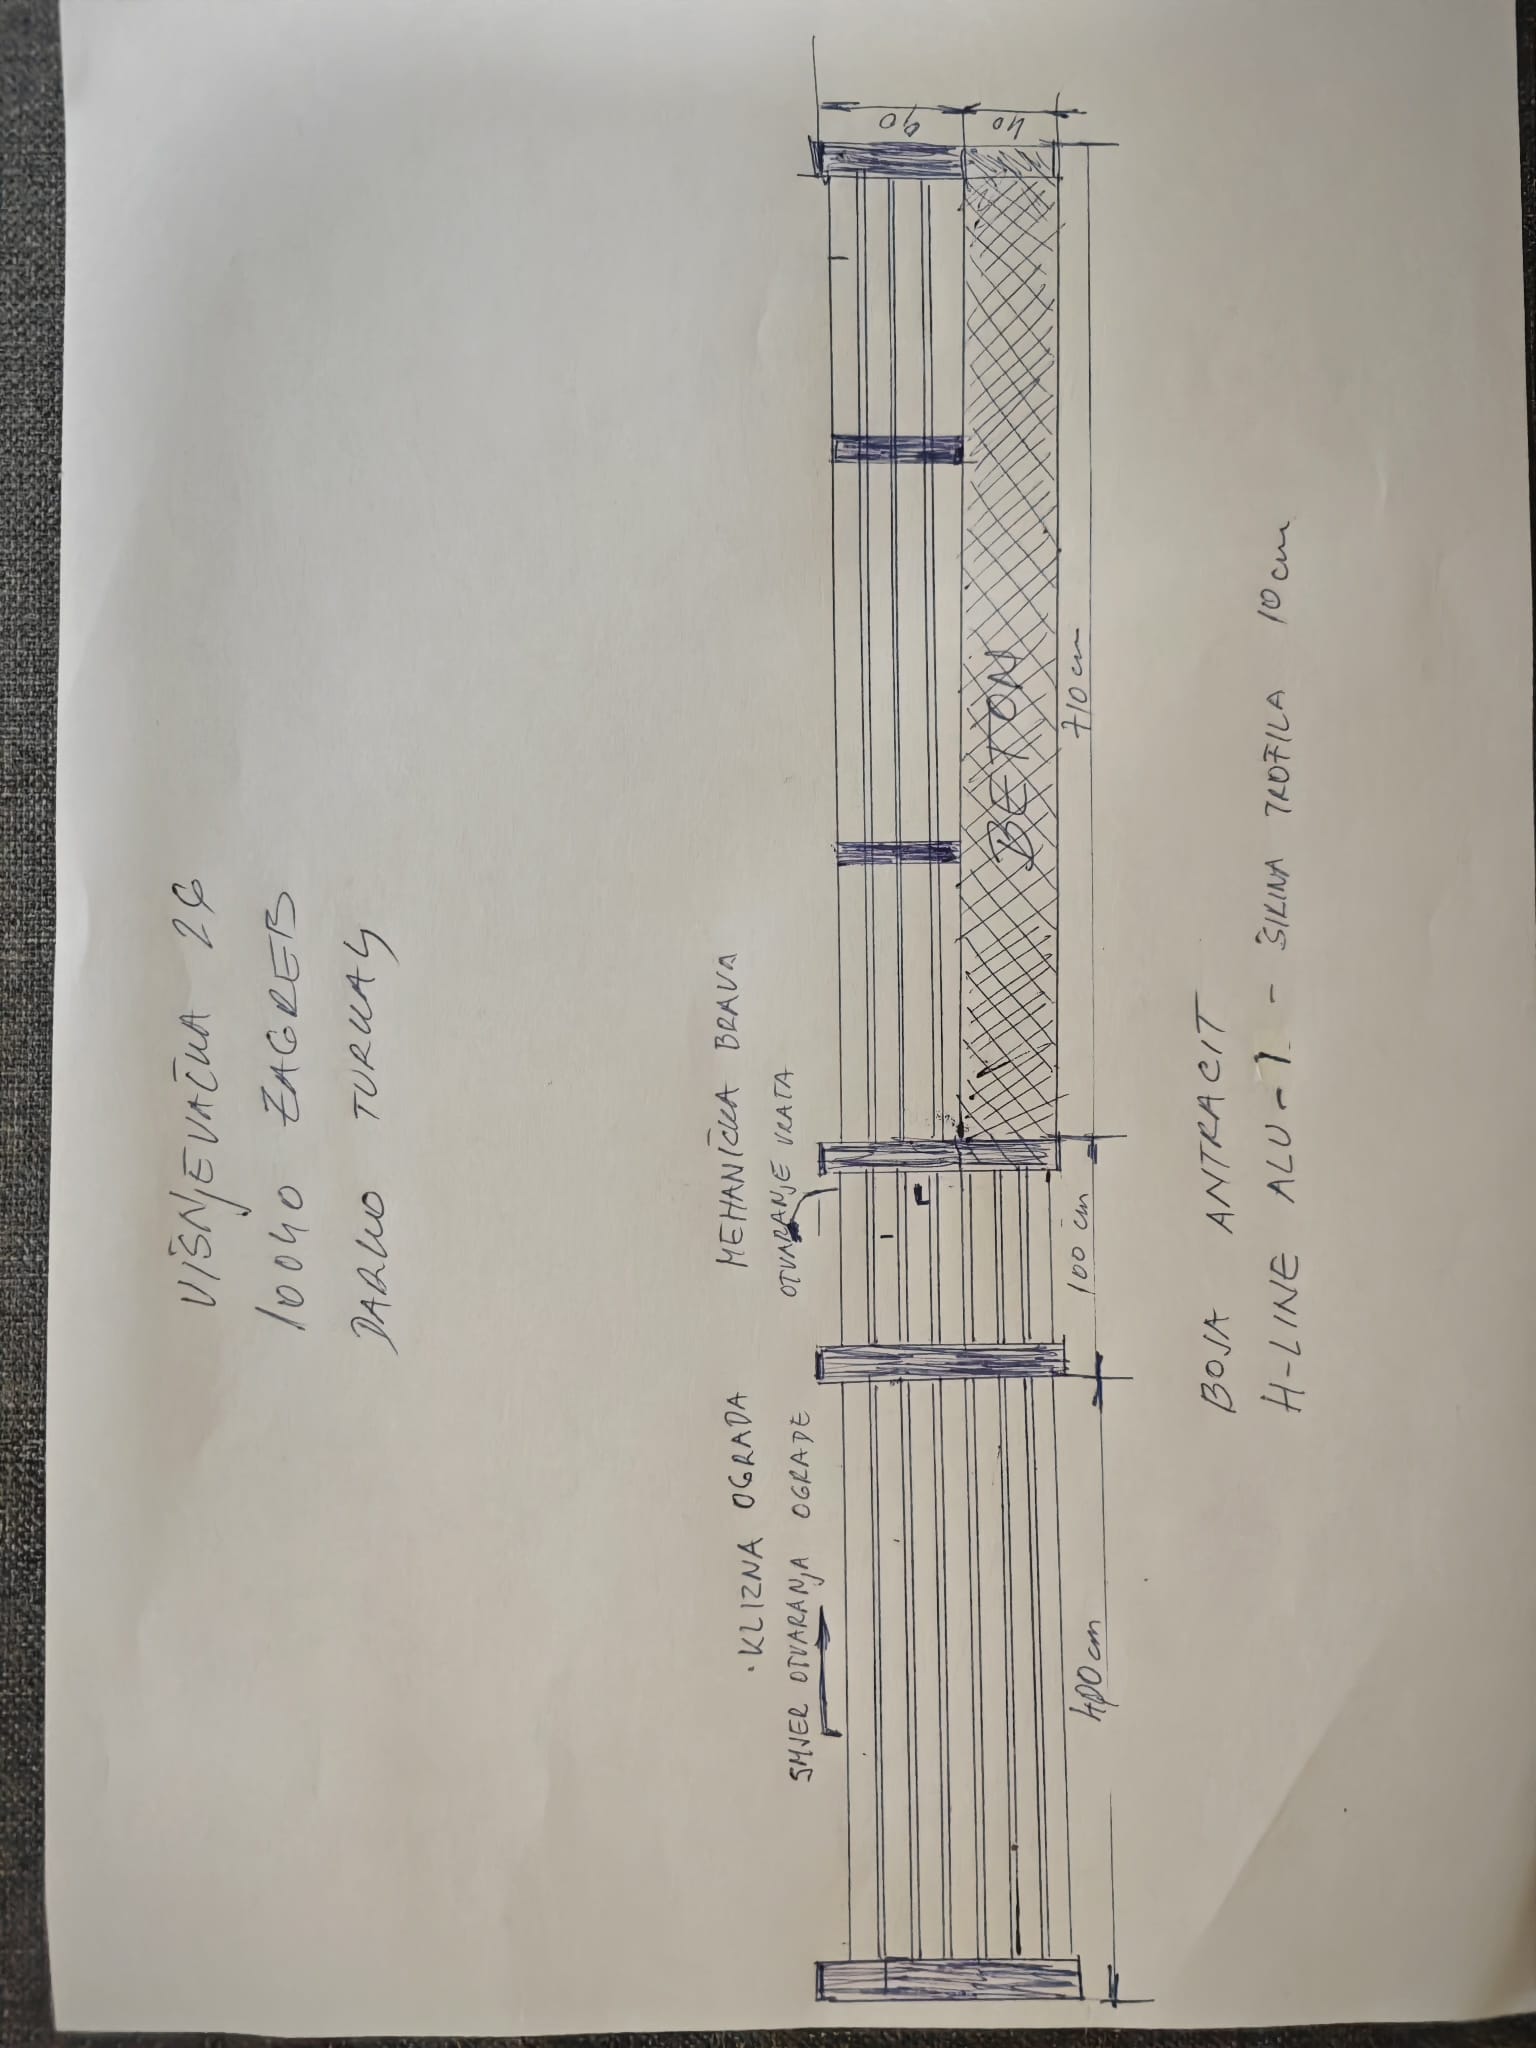 VIŠNJEVAČKA 26
10040 ZAGREB
DARKO TURKALJ
KLIZNA OGRADA
SMJER OTVARANJA OGRADE
MEHANIČKA BRAVA
OTVARANJE VRATA
90
40
BETON
400 cm
100 cm
710 cm
BOJA ANTRACIT
H-LINE ALU-1 - ŠIRINA PROFILA 10 cm